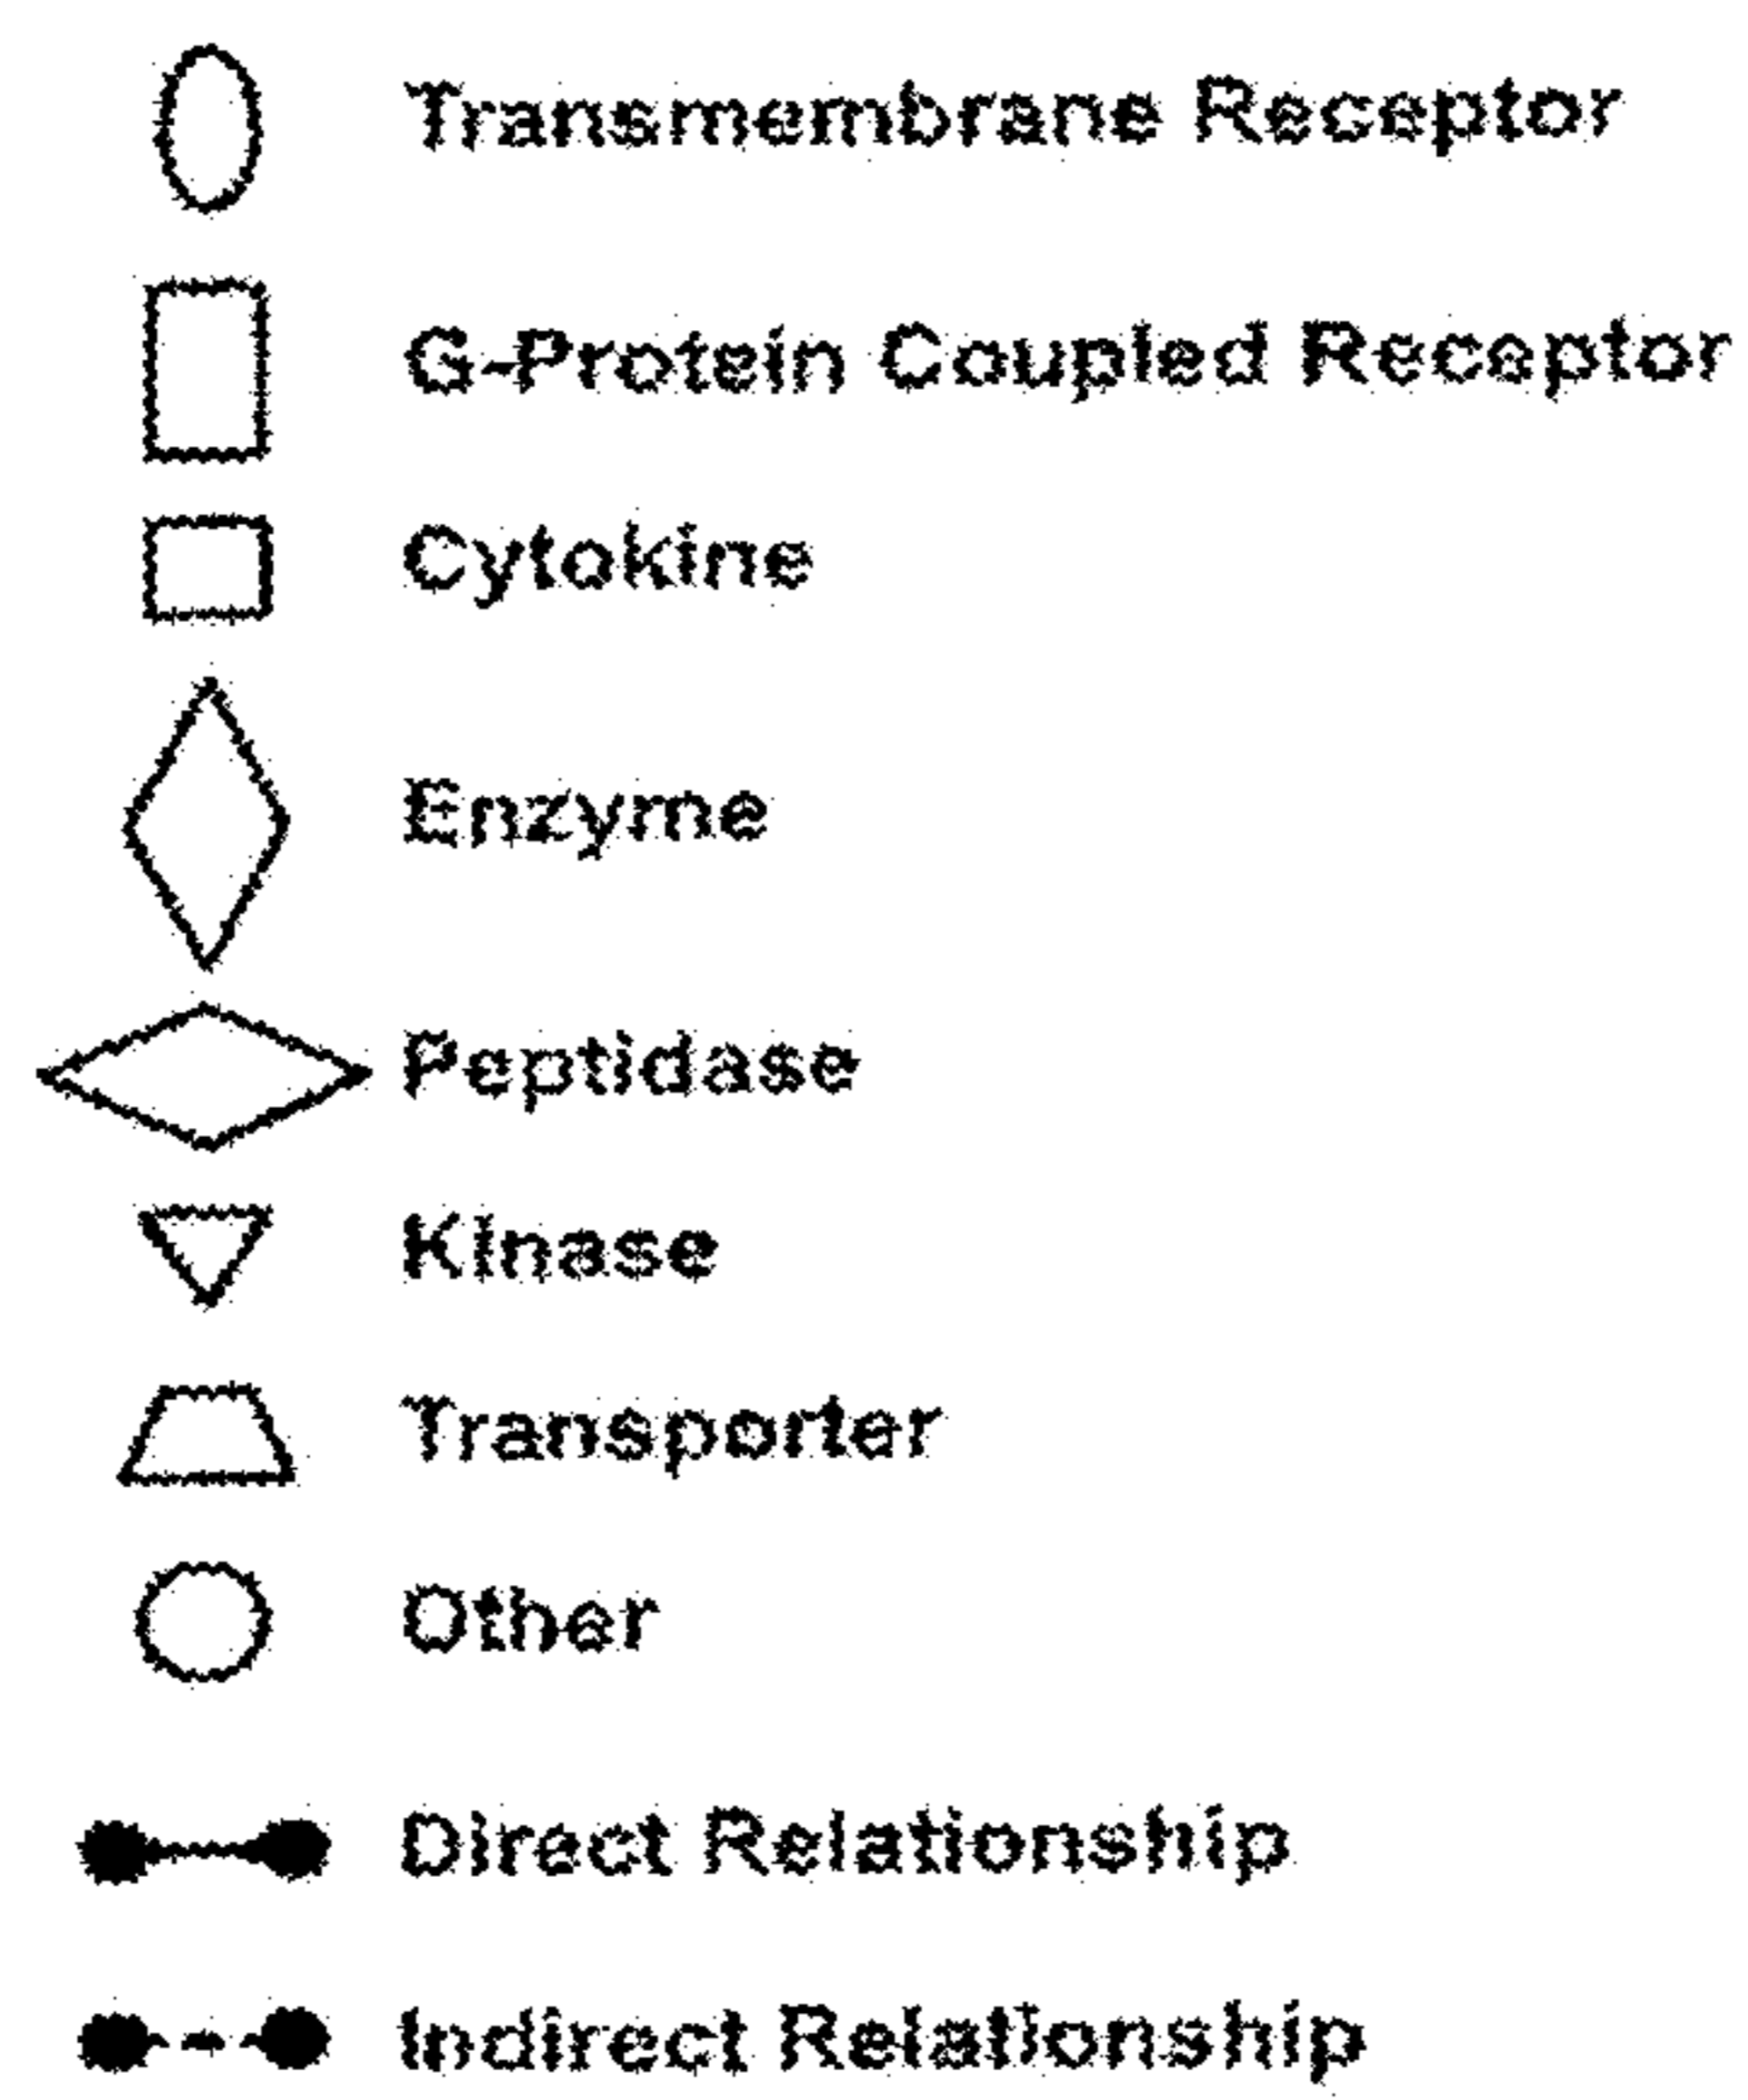 Transmembrane Receptor
G-Protein Coupled Receptor
Cytokine
Enzyme
Peptidase
Kinase
Transporter
Other
Direct Relationship
Indirect Relationship